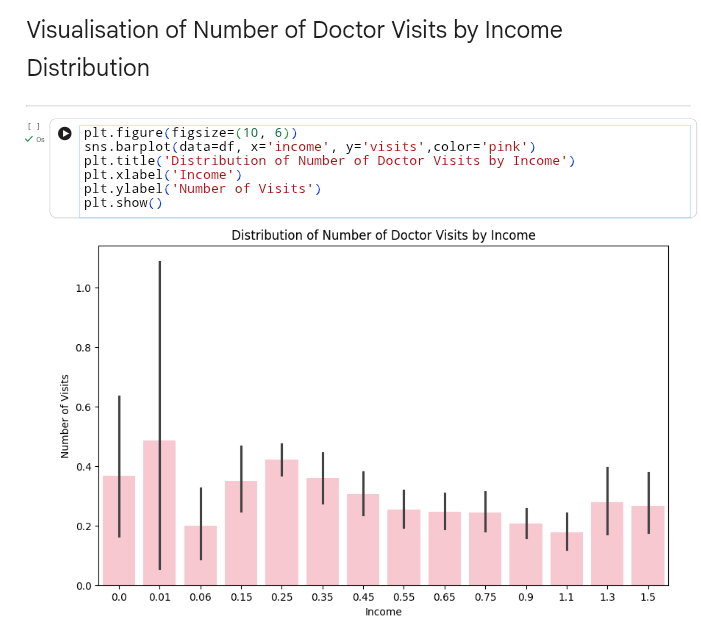 Visualisation of Number of Doctor Visits by Income
Distribution
[ ]
0s
plt.figure(figsize=(10, 6))
sns.barplot(data=df, x='income', y='visits',color='pink')
plt.title('Distribution of Number of Doctor Visits by Income')
plt.xlabel('Income')
plt.ylabel('Number of Visits')
plt.show()
Distribution of Number of Doctor Visits by Income
Number of Visits
1.0
0.8
0.6
0.4
0.2
0.0
0.0 0.01 0.06 0.15 0.25 0.35 0.45 0.55 0.65 0.75 0.9 1.1 1.3 1.5
Income